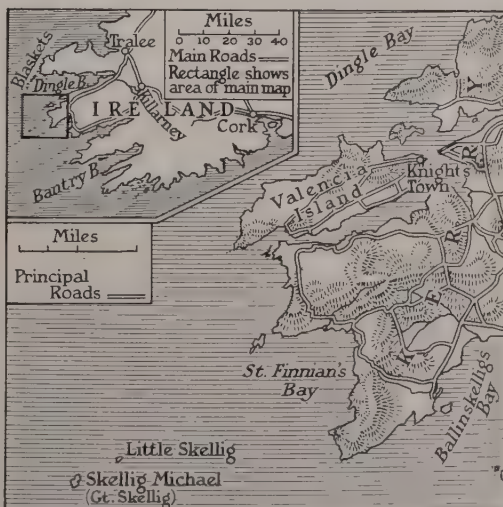 Miles
0 10 20 30 40
Main Roads
Rectangle shows
area of main map
Blaskets
Tralee
Dingle B.
IRELAND
Killarney
Cork
Bantry B.
Dingle Bay
Valencia
Island
Knight's
Town
KERRY
Miles
Principal
Roads
St. Finnian's
Bay
Ballinskelligs
Bay
Little Skellig
Skellig Michael
(Gt. Skellig)